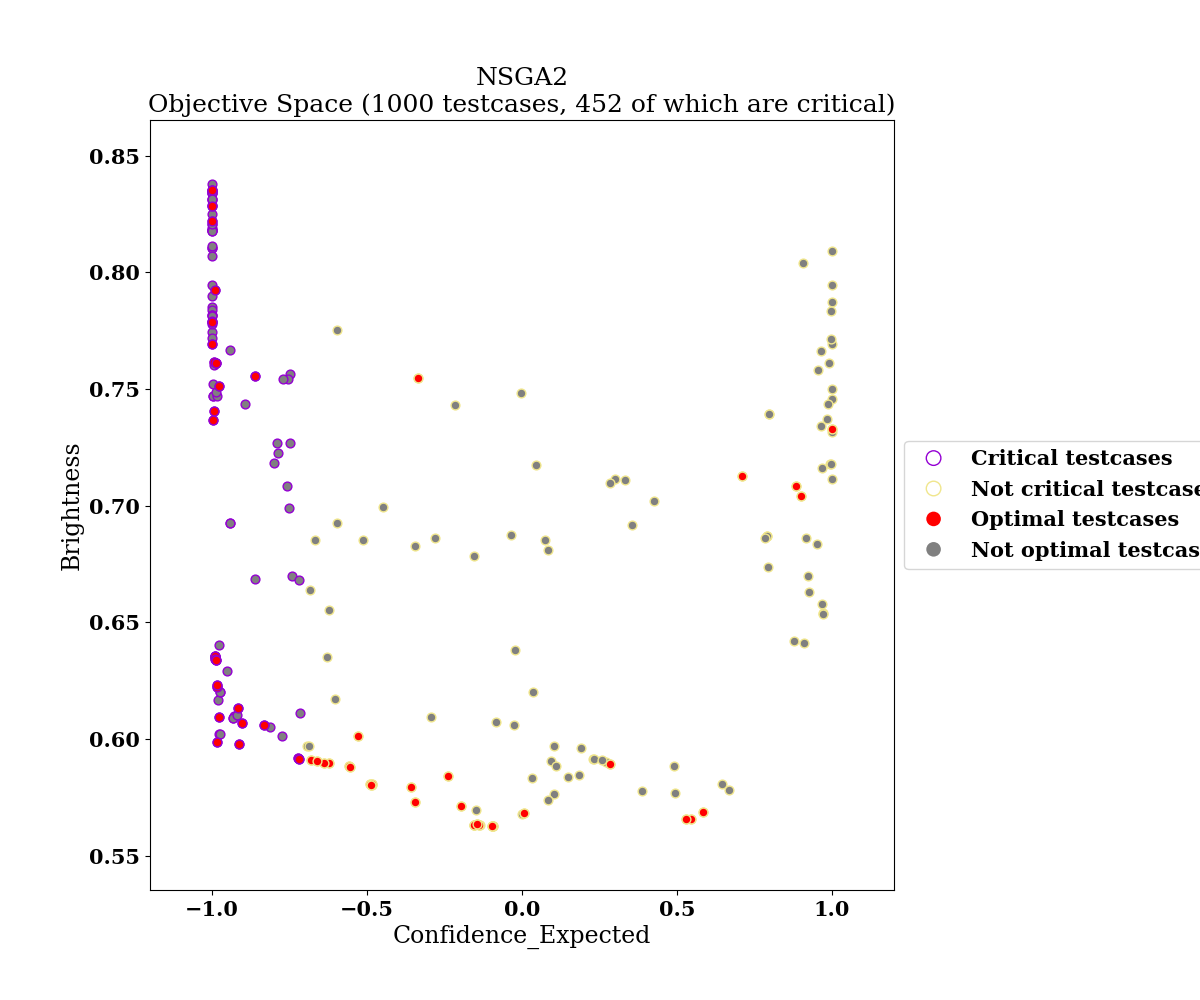 NSGA2
Objective Space (1000 testcases, 452 of which are critical)
0.85
0.80
0.75
0.70
0.65
0.60
0.55
Brightness
−1.0
−0.5
0.0
0.5
1.0
Confidence_Expected
Critical testcases
Not critical testcase
Optimal testcases
Not optimal testcas